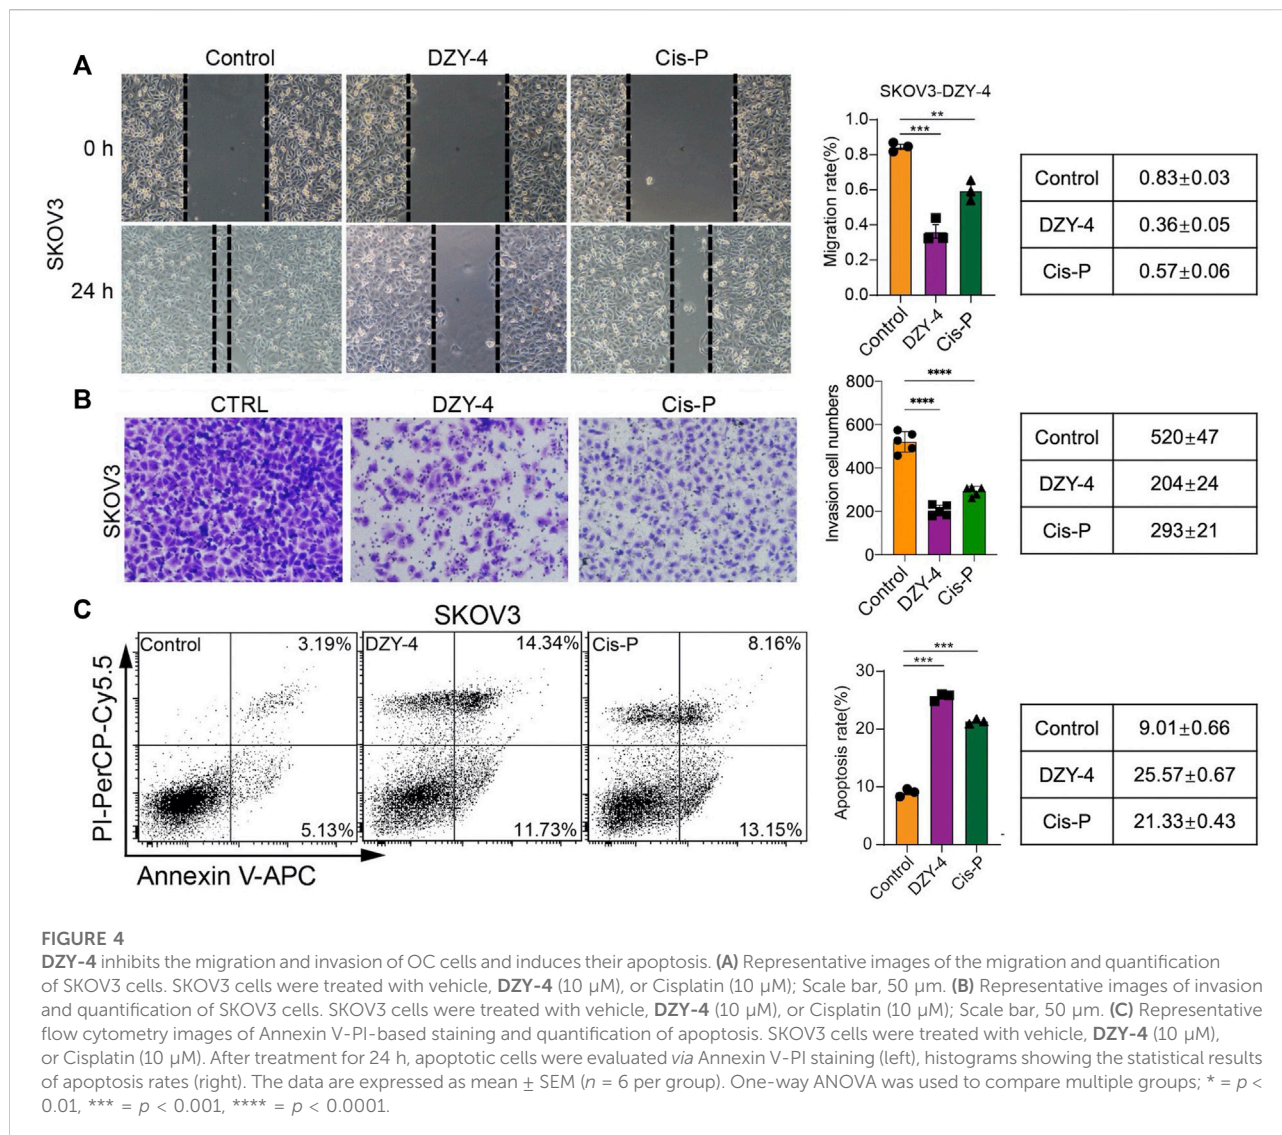 A
Control
DZY-4
Cis-P
SKOV3
0 h
24 h
SKOV3-DZY-4
Migration rate(%)
1.0
0.8
0.6
0.4
0.2
0.0
**
***
Control
DZY-4
Cis-P
Control 0.83±0.03
DZY-4 0.36±0.05
Cis-P 0.57±0.06
B
CTRL
DZY-4
Cis-P
SKOV3
Invasion cell numbers
800
600
400
200
0
****
****
Control
DZY-4
Cis-P
Control 520±47
DZY-4 204±24
Cis-P 293±21
C
SKOV3
PI-PerCP-Cy5.5
Control 3.19%
5.13%
DZY-4 14.34%
11.73%
Cis-P 8.16%
13.15%
Annexin V-APC
Apoptosis rate(%)
30
20
10
0
***
***
Control
DZY-4
Cis-P
Control 9.01±0.66
DZY-4 25.57±0.67
Cis-P 21.33±0.43
FIGURE 4
DZY-4 inhibits the migration and invasion of OC cells and induces their apoptosis. (A) Representative images of the migration and quantification
of SKOV3 cells. SKOV3 cells were treated with vehicle, DZY-4 (10 µM), or Cisplatin (10 µM); Scale bar, 50 µm. (B) Representative images of invasion
and quantification of SKOV3 cells. SKOV3 cells were treated with vehicle, DZY-4 (10 µM), or Cisplatin (10 µM); Scale bar, 50 µm. (C) Representative
flow cytometry images of Annexin V-PI-based staining and quantification of apoptosis. SKOV3 cells were treated with vehicle, DZY-4 (10 µM),
or Cisplatin (10 µM). After treatment for 24 h, apoptotic cells were evaluated via Annexin V-PI staining (left), histograms showing the statistical results
of apoptosis rates (right). The data are expressed as mean ± SEM (n = 6 per group). One-way ANOVA was used to compare multiple groups; * = p <
0.01, *** = p < 0.001, **** = p < 0.0001.